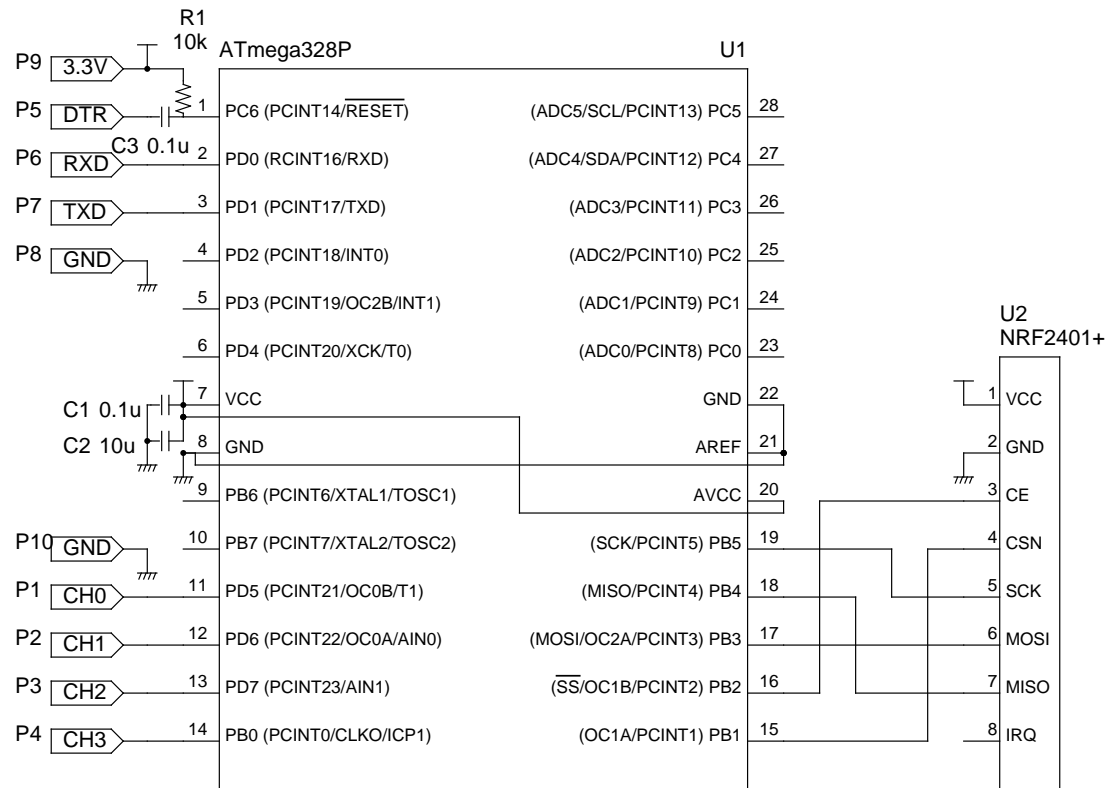 R1
10k
ATmega328P
U1
P9 3.3V
P5 DTR
1 PC6 (PCINT14/RESET)
(ADC5/SCL/PCINT13) PC5 28
C3 0.1u
P6 RXD
2 PD0 (RCINT16/RXD)
(ADC4/SDA/PCINT12) PC4 27
P7 TXD
3 PD1 (PCINT17/TXD)
(ADC3/PCINT11) PC3 26
P8 GND
4 PD2 (PCINT18/INT0)
(ADC2/PCINT10) PC2 25
5 PD3 (PCINT19/OC2B/INT1)
(ADC1/PCINT9) PC1 24
U2
NRF2401+
6 PD4 (PCINT20/XCK/T0)
(ADC0/PCINT8) PC0 23
C1 0.1u
7 VCC
GND 22
1 VCC
C2 10u
8 GND
AREF 21
2 GND
9 PB6 (PCINT6/XTAL1/TOSC1)
AVCC 20
3 CE
P10 GND
10 PB7 (PCINT7/XTAL2/TOSC2)
(SCK/PCINT5) PB5 19
4 CSN
P1 CH0
11 PD5 (PCINT21/OC0B/T1)
(MISO/PCINT4) PB4 18
5 SCK
P2 CH1
12 PD6 (PCINT22/OC0A/AIN0)
(MOSI/OC2A/PCINT3) PB3 17
6 MOSI
P3 CH2
13 PD7 (PCINT23/AIN1)
(SS/OC1B/PCINT2) PB2 16
7 MISO
P4 CH3
14 PB0 (PCINT0/CLKO/ICP1)
(OC1A/PCINT1) PB1 15
8 IRQ